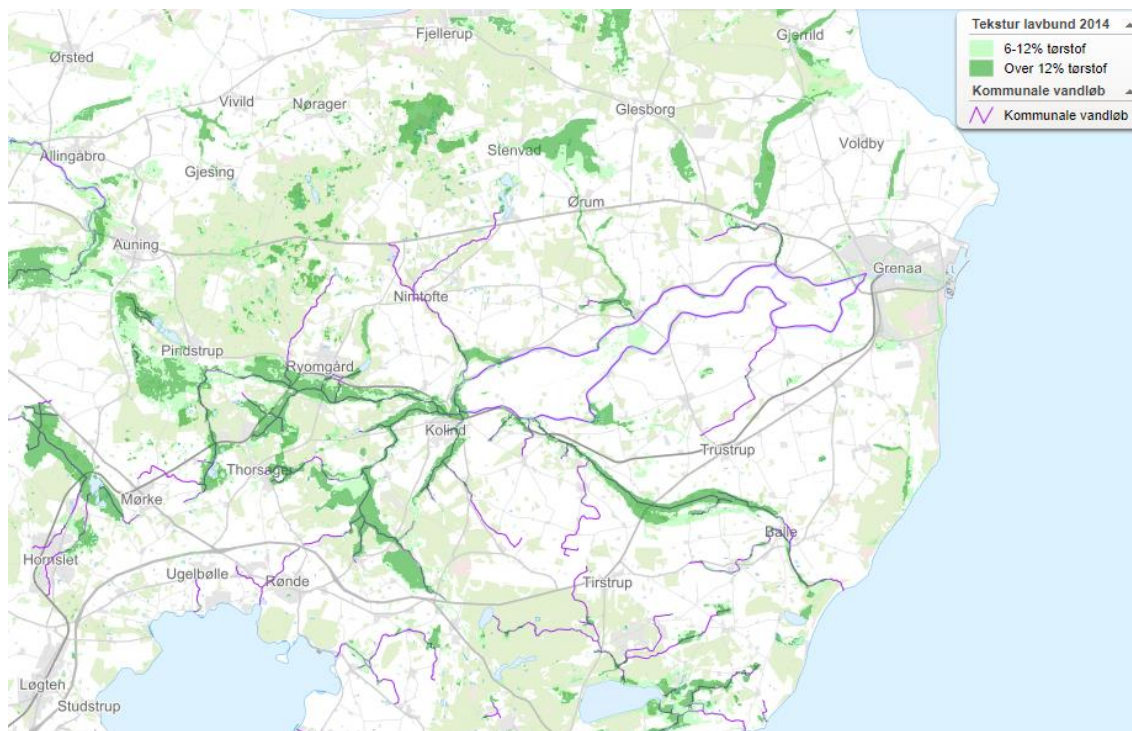 Tekstur lavbund 2014
6-12% tørstof
Over 12% tørstof
Kommunale vandløb
Kommunale vandløb
Fjellerup
Gjerrild
Ørsted
Vivild
Nørager
Glesborg
Voldby
Allingåbro
Stenvad
Gjesing
Ørum
Auning
Grenaa
Nimtofte
Pindstrup
Ryomgård
Kolind
Trustrup
Thorsager
Mørke
Balle
Hornslet
Ugelbølle
Rønde
Tirstrup
Løgten
Studstrup